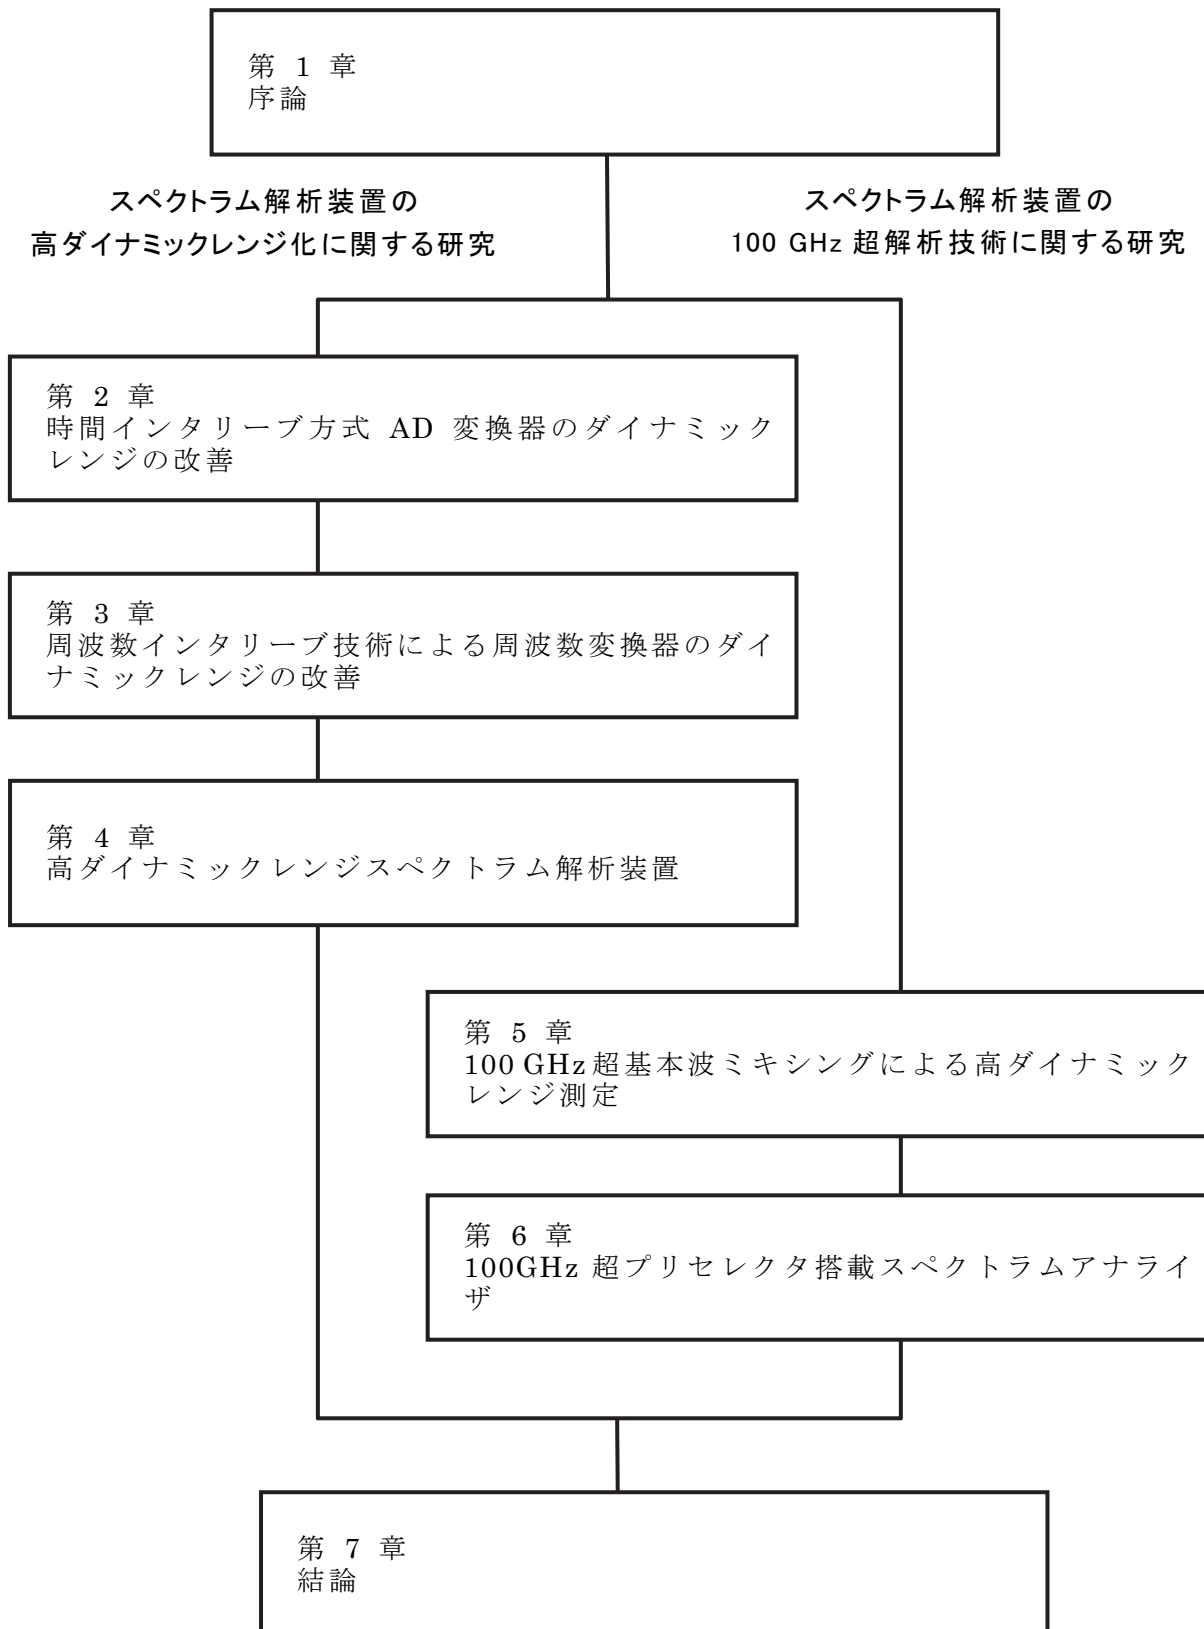 第 1 章
序論
スペクトラム解析装置の
高ダイナミックレンジ化に関する研究
スペクトラム解析装置の
100 GHz 超解析技術に関する研究
第 2 章
時間インタリーブ方式 AD 変換器のダイナミック
レンジの改善
第 3 章
周波数インタリーブ技術による周波数変換器のダイ
ナミックレンジの改善
第 4 章
高ダイナミックレンジスペクトラム解析装置
第 5 章
100 GHz 超基本波ミキシングによる高ダイナミック
レンジ測定
第 6 章
100GHz 超プリセレクタ搭載スペクトラムアナライ
ザ
第 7 章
結論